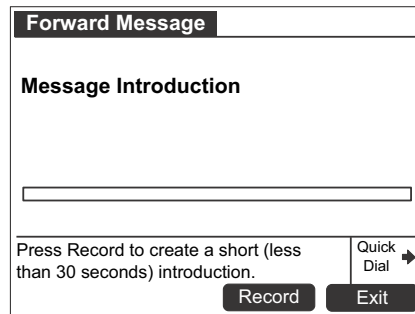 Forward Message
Message Introduction
Press Record to create a short (less
than 30 seconds) introduction.
Quick
Dial
Record
Exit